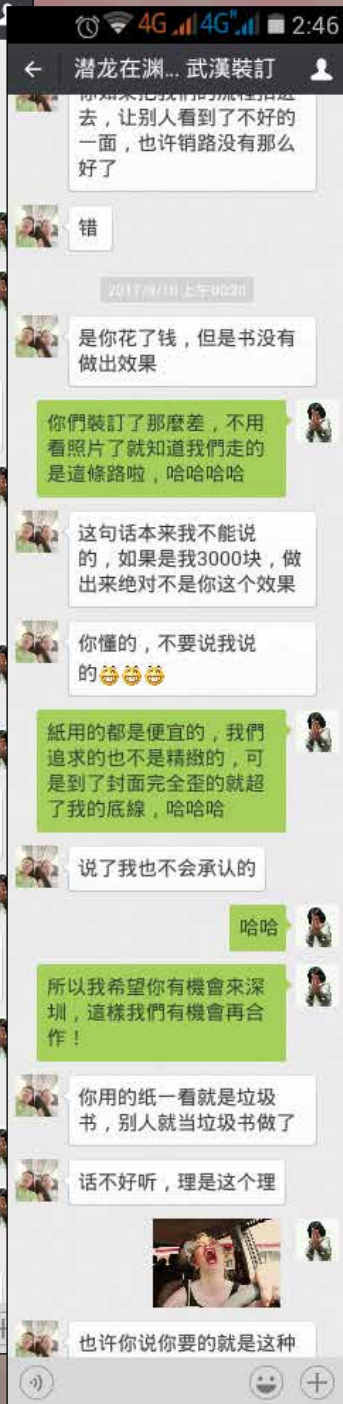 4G 4G 2:46
潜龙在渊... 武漢裝訂
去，让别人看到了不好的
一面，也许销路没有那么
好了
错
是你花了钱，但是书没有
做出效果
你們裝訂了那麼差，不用
看照片了就知道我們走的
是這條路啦，哈哈哈哈
这句话本来我不能说
的，如果是我3000块，做
出来绝对不是你这个效果
你懂的，不要说我说
的😁😁😁
紙用的都是便宜的，我們
追求的也不是精緻的，可
是到了封面完全歪的就超
了我的底線，哈哈哈
说了我也不会承认的
哈哈
所以我希望你有機會來深
圳，這樣我們有機會再合
作！
你用的纸一看就是垃圾
书，别人就当垃圾书做了
话不好听，理是这个理
也许你说你要的就是这种